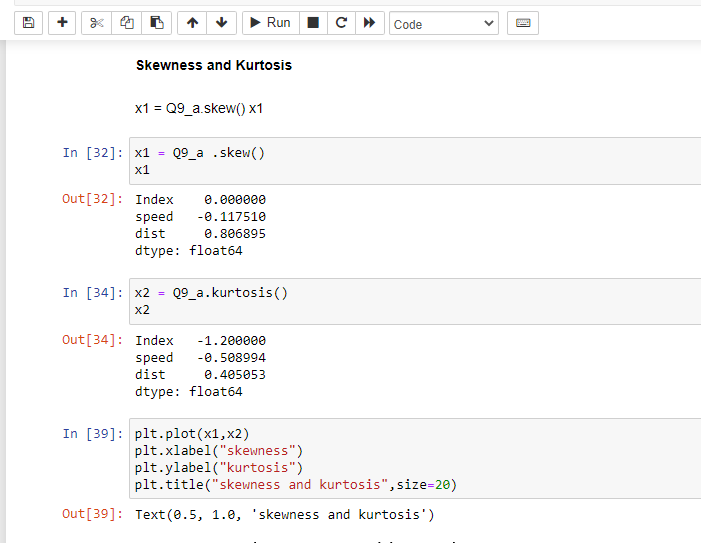 Run
Code
Skewness and Kurtosis
x1 = Q9_a.skew() x1
In [32]: x1 = Q9_a .skew()
x1
Out[32]: Index    0.000000
speed   -0.117510
dist     0.806895
dtype: float64
In [34]: x2 = Q9_a.kurtosis()
x2
Out[34]: Index   -1.200000
speed   -0.508994
dist     0.405053
dtype: float64
In [39]: plt.plot(x1,x2)
plt.xlabel("skewness")
plt.ylabel("kurtosis")
plt.title("skewness and kurtosis",size=20)
Out[39]: Text(0.5, 1.0, 'skewness and kurtosis')